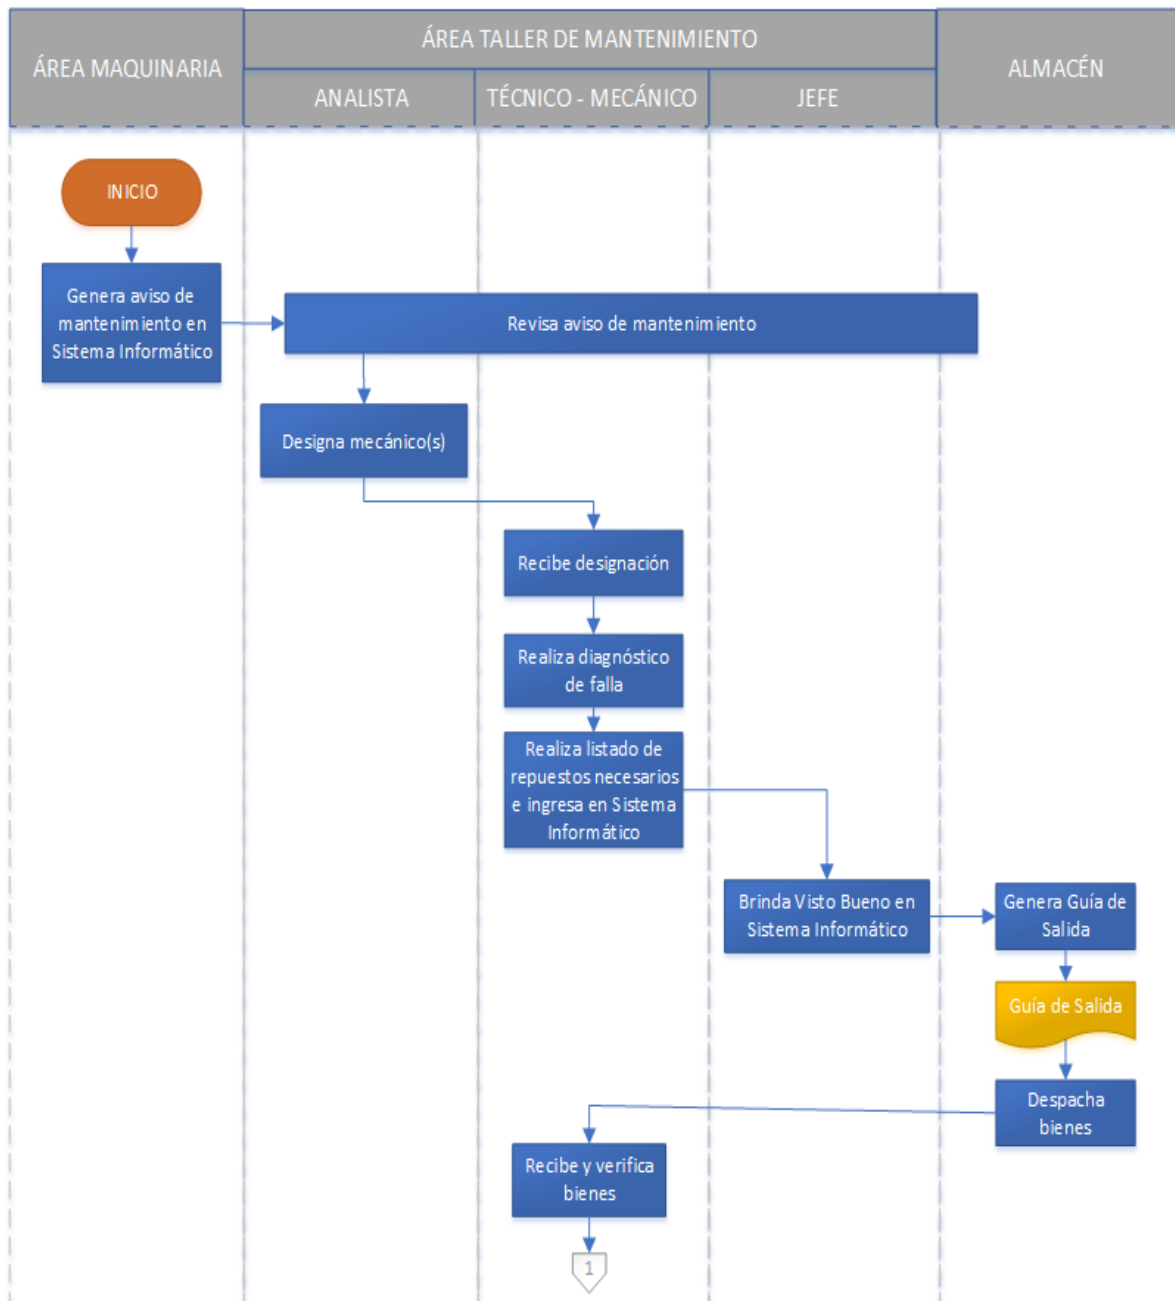 ÁREA MAQUINARIA
ÁREA TALLER DE MANTENIMIENTO
ALMACÉN
ANALISTA
TÉCNICO - MECÁNICO
JEFE
INICIO
Genera aviso de
mantenimiento en
Sistema Informático
Revisa aviso de mantenimiento
Designa mecánico(s)
Recibe designación
Realiza diagnóstico
de falla
Realiza listado de
repuestos necesarios
e ingresa en Sistema
Informático
Brinda Visto Bueno en
Sistema Informático
Genera Guía de
Salida
Guía de Salida
Despacha
bienes
Recibe y verifica
bienes
1